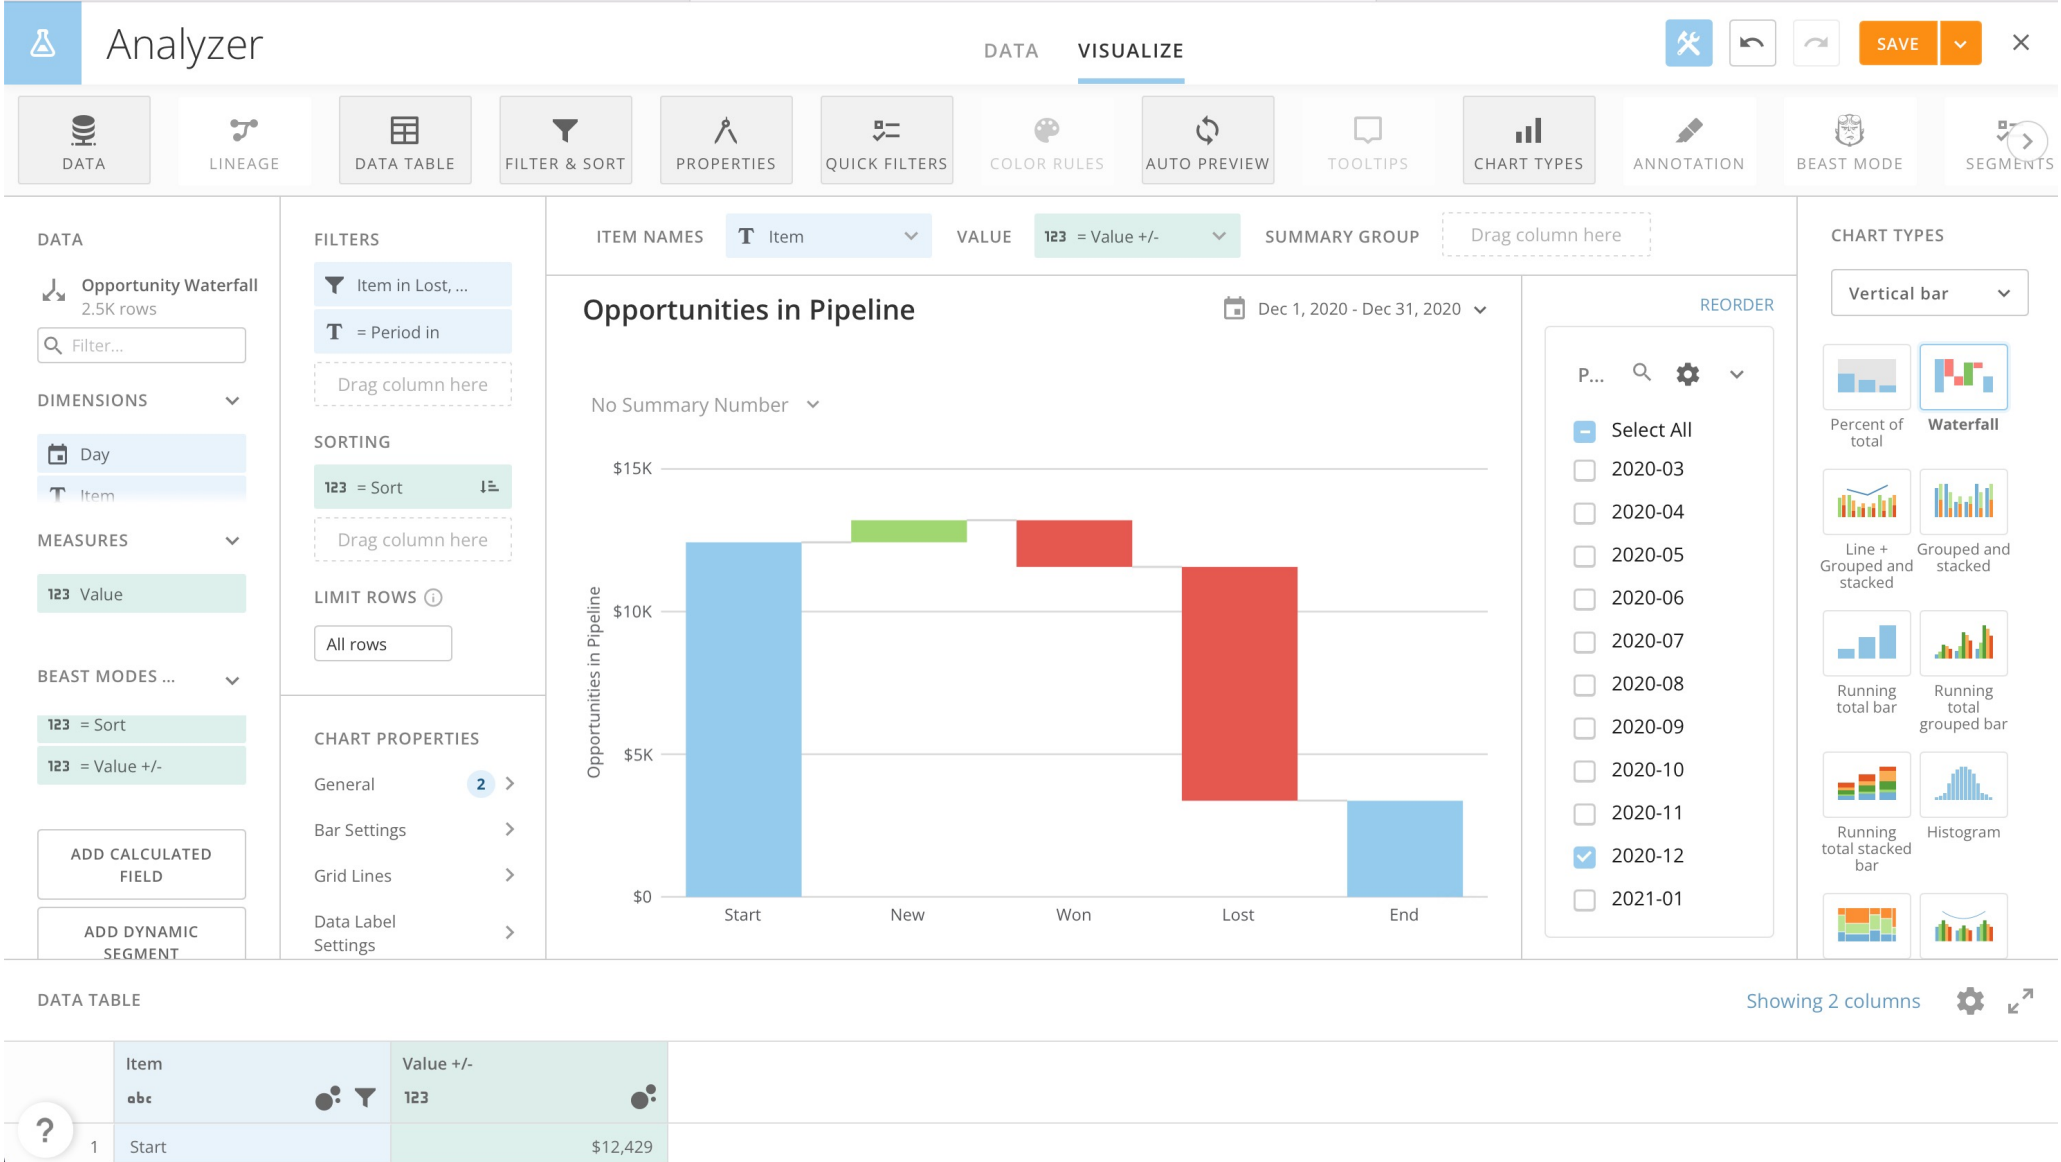 Analyzer
DATA
VISUALIZE
SAVE
DATA
LINEAGE
DATA TABLE
FILTER & SORT
PROPERTIES
QUICK FILTERS
COLOR RULES
AUTO PREVIEW
TOOLTIPS
CHART TYPES
ANNOTATION
BEAST MODE
SEGMENTS
DATA
Opportunity Waterfall
2.5K rows
Filter...
DIMENSIONS
Day
T Item
MEASURES
123 Value
BEAST MODES ...
123 = Sort
123 = Value +/-
ADD CALCULATED
FIELD
ADD DYNAMIC
SEGMENT
FILTERS
Item in Lost, ...
T = Period in
Drag column here
SORTING
123 = Sort
Drag column here
LIMIT ROWS
All rows
CHART PROPERTIES
General 2
Bar Settings
Grid Lines
Data Label
Settings
ITEM NAMES
T Item
VALUE
123 = Value +/-
SUMMARY GROUP
Drag column here
Opportunities in Pipeline
Dec 1, 2020 - Dec 31, 2020
No Summary Number
Opportunities in Pipeline
$15K
$10K
$5K
$0
Start
New
Won
Lost
End
REORDER
P...
Select All
2020-03
2020-04
2020-05
2020-06
2020-07
2020-08
2020-09
2020-10
2020-11
2020-12
2021-01
CHART TYPES
Vertical bar
Percent of
total
Waterfall
Line +
Grouped and
stacked
Grouped and
stacked
Running
total bar
Running
total
grouped bar
Running
total stacked
bar
Histogram
DATA TABLE
Showing 2 columns
Item
abc
Value +/-
123
?
1
Start
$12,429